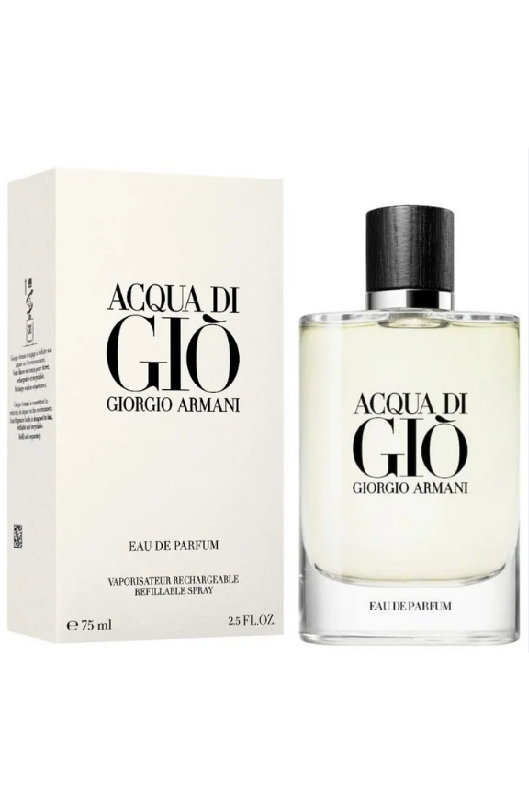 ACQUA DI
GIÒ
GIORGIO ARMANI
EAU DE PARFUM
VAPORISATEUR RECHARGEABLE
REFILLABLE SPRAY
℮ 75 ml
2.5 FL.OZ.
ACQUA DI
GIÒ
GIORGIO ARMANI
EAU DE PARFUM